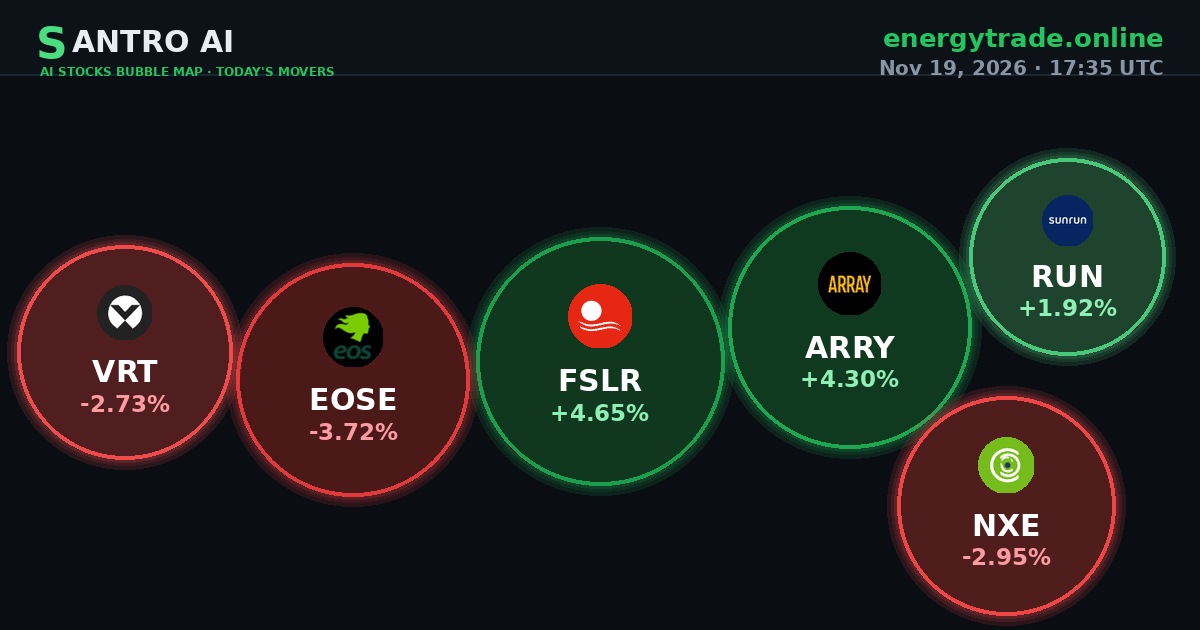 S ANTRO AI
AI STOCKS BUBBLE MAP · TODAY'S MOVERS
energytrade.online
Nov 19, 2026 · 17:35 UTC
VRT
-2.73%
eos
EOSE
-3.72%
FSLR
+4.65%
ARRAY
ARRY
+4.30%
sunrun
RUN
+1.92%
NXE
-2.95%